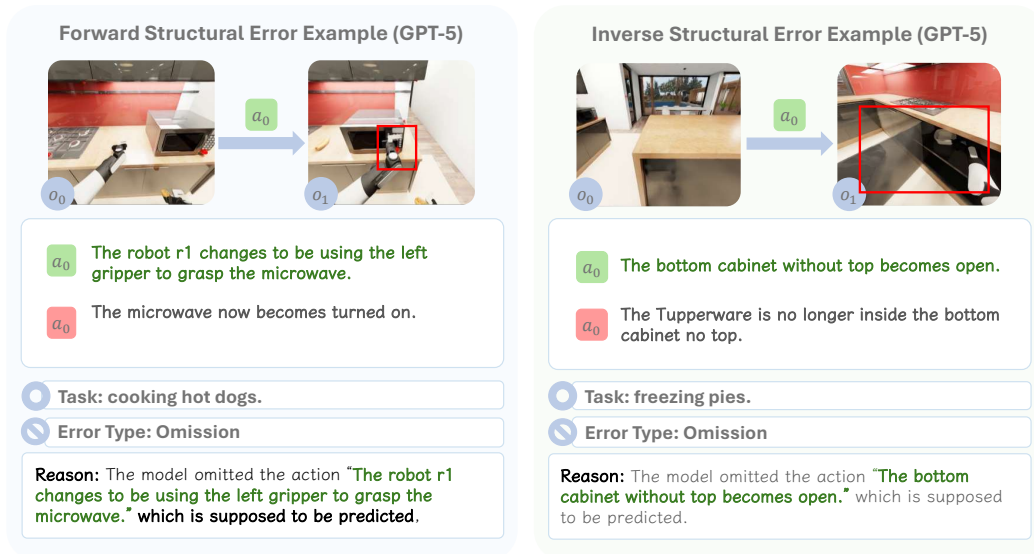 Forward Structural Error Example (GPT-5)
a₀
o₀
o₁
a₀
The robot r1 changes to be using the left
gripper to grasp the microwave.
a₀
The microwave now becomes turned on.
Task: cooking hot dogs.
Error Type: Omission
Reason: The model omitted the action “The robot r1
changes to be using the left gripper to grasp the
microwave.” which is supposed to be predicted.
Inverse Structural Error Example (GPT-5)
a₀
o₀
o₁
a₀
The bottom cabinet without top becomes open.
a₀
The Tupperware is no longer inside the bottom
cabinet no top.
Task: freezing pies.
Error Type: Omission
Reason: The model omitted the action “The bottom
cabinet without top becomes open.” which is supposed
to be predicted.